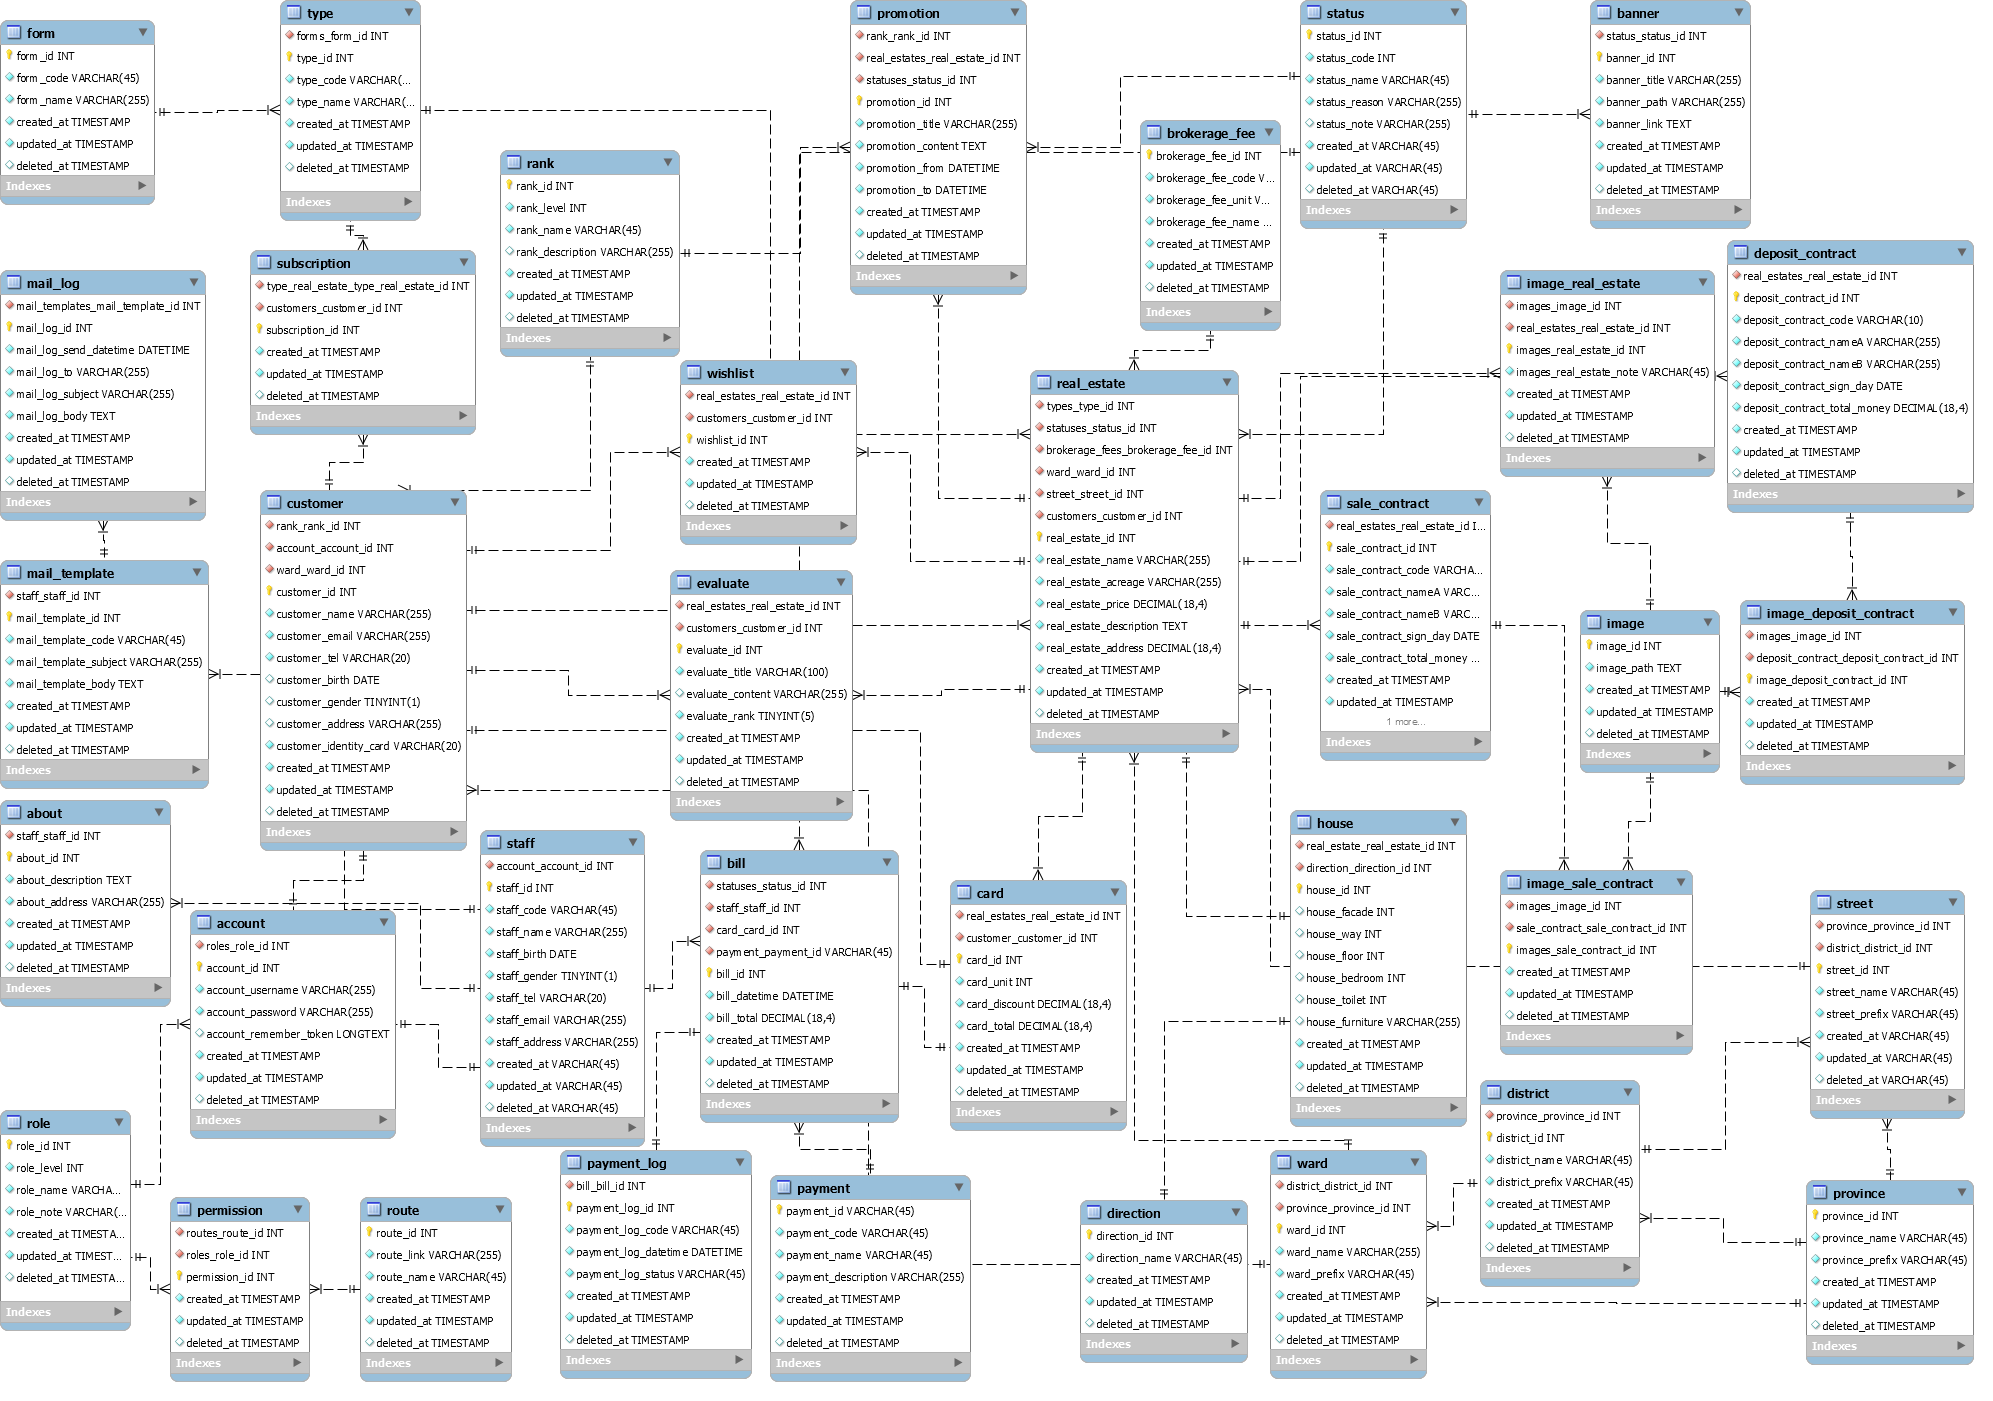 form
form_id INT
form_code VARCHAR(45)
form_name VARCHAR(255)
created_at TIMESTAMP
updated_at TIMESTAMP
deleted_at TIMESTAMP
Indexes
type
forms_form_id INT
type_id INT
type_code VARCHAR(...
type_name VARCHAR(...
created_at TIMESTAMP
updated_at TIMESTAMP
deleted_at TIMESTAMP
Indexes
promotion
rank_rank_id INT
real_estates_real_estate_id INT
statuses_status_id INT
promotion_id INT
promotion_title VARCHAR(255)
promotion_content TEXT
promotion_from DATETIME
promotion_to DATETIME
created_at TIMESTAMP
updated_at TIMESTAMP
deleted_at TIMESTAMP
Indexes
status
status_id INT
status_code INT
status_name VARCHAR(45)
status_reason VARCHAR(255)
status_note VARCHAR(255)
created_at VARCHAR(45)
updated_at VARCHAR(45)
deleted_at VARCHAR(45)
Indexes
banner
status_status_id INT
banner_id INT
banner_title VARCHAR(255)
banner_path VARCHAR(255)
banner_link TEXT
created_at TIMESTAMP
updated_at TIMESTAMP
deleted_at TIMESTAMP
Indexes
rank
rank_id INT
rank_level INT
rank_name VARCHAR(45)
rank_description VARCHAR(255)
created_at TIMESTAMP
updated_at TIMESTAMP
deleted_at TIMESTAMP
Indexes
brokerage_fee
brokerage_fee_id INT
brokerage_fee_code V...
brokerage_fee_unit V...
brokerage_fee_name ...
created_at TIMESTAMP
updated_at TIMESTAMP
deleted_at TIMESTAMP
Indexes
mail_log
mail_templates_mail_template_id INT
mail_log_id INT
mail_log_send_datetime DATETIME
mail_log_to VARCHAR(255)
mail_log_subject VARCHAR(255)
mail_log_body TEXT
created_at TIMESTAMP
updated_at TIMESTAMP
deleted_at TIMESTAMP
Indexes
subscription
type_real_estate_type_real_estate_id INT
customers_customer_id INT
subscription_id INT
created_at TIMESTAMP
updated_at TIMESTAMP
deleted_at TIMESTAMP
Indexes
wishlist
real_estates_real_estate_id INT
customers_customer_id INT
wishlist_id INT
created_at TIMESTAMP
updated_at TIMESTAMP
deleted_at TIMESTAMP
Indexes
real_estate
types_type_id INT
statuses_status_id INT
brokerage_fees_brokerage_fee_id INT
ward_ward_id INT
street_street_id INT
customers_customer_id INT
real_estate_id INT
real_estate_name VARCHAR(255)
real_estate_acreage VARCHAR(255)
real_estate_price DECIMAL(18,4)
real_estate_description TEXT
real_estate_address DECIMAL(18,4)
created_at TIMESTAMP
updated_at TIMESTAMP
deleted_at TIMESTAMP
Indexes
image_real_estate
images_image_id INT
real_estates_real_estate_id INT
images_real_estate_id INT
images_real_estate_note VARCHAR(45)
created_at TIMESTAMP
updated_at TIMESTAMP
deleted_at TIMESTAMP
Indexes
deposit_contract
real_estates_real_estate_id INT
deposit_contract_id INT
deposit_contract_code VARCHAR(10)
deposit_contract_nameA VARCHAR(255)
deposit_contract_nameB VARCHAR(255)
deposit_contract_sign_day DATE
deposit_contract_total_money DECIMAL(18,4)
created_at TIMESTAMP
updated_at TIMESTAMP
deleted_at TIMESTAMP
Indexes
customer
rank_rank_id INT
account_account_id INT
ward_ward_id INT
customer_id INT
customer_name VARCHAR(255)
customer_email VARCHAR(255)
customer_tel VARCHAR(20)
customer_birth DATE
customer_gender TINYINT(1)
customer_address VARCHAR(255)
customer_identity_card VARCHAR(20)
created_at TIMESTAMP
updated_at TIMESTAMP
deleted_at TIMESTAMP
Indexes
sale_contract
real_estates_real_estate_id I...
sale_contract_id INT
sale_contract_code VARCHA...
sale_contract_nameA VARC...
sale_contract_nameB VARC...
sale_contract_sign_day DATE
sale_contract_total_money ...
created_at TIMESTAMP
updated_at TIMESTAMP
1 more...
Indexes
mail_template
staff_staff_id INT
mail_template_id INT
mail_template_code VARCHAR(45)
mail_template_subject VARCHAR(255)
mail_template_body TEXT
created_at TIMESTAMP
updated_at TIMESTAMP
deleted_at TIMESTAMP
Indexes
evaluate
real_estates_real_estate_id INT
customers_customer_id INT
evaluate_id INT
evaluate_title VARCHAR(100)
evaluate_content VARCHAR(255)
evaluate_rank TINYINT(5)
created_at TIMESTAMP
updated_at TIMESTAMP
deleted_at TIMESTAMP
Indexes
image
image_id INT
image_path TEXT
created_at TIMESTAMP
updated_at TIMESTAMP
deleted_at TIMESTAMP
Indexes
image_deposit_contract
images_image_id INT
deposit_contract_deposit_contract_id INT
image_deposit_contract_id INT
created_at TIMESTAMP
updated_at TIMESTAMP
deleted_at TIMESTAMP
Indexes
about
staff_staff_id INT
about_id INT
about_description TEXT
about_address VARCHAR(255)
created_at TIMESTAMP
updated_at TIMESTAMP
deleted_at TIMESTAMP
Indexes
account
roles_role_id INT
account_id INT
account_username VARCHAR(255)
account_password VARCHAR(255)
account_remember_token LONGTEXT
created_at TIMESTAMP
updated_at TIMESTAMP
deleted_at TIMESTAMP
Indexes
staff
account_account_id INT
staff_id INT
staff_code VARCHAR(45)
staff_name VARCHAR(255)
staff_birth DATE
staff_gender TINYINT(1)
staff_tel VARCHAR(20)
staff_email VARCHAR(255)
staff_address VARCHAR(255)
created_at VARCHAR(45)
updated_at VARCHAR(45)
deleted_at VARCHAR(45)
Indexes
bill
statuses_status_id INT
staff_staff_id INT
card_card_id INT
payment_payment_id VARCHAR(45)
bill_id INT
bill_datetime DATETIME
bill_total DECIMAL(18,4)
created_at TIMESTAMP
updated_at TIMESTAMP
deleted_at TIMESTAMP
Indexes
card
real_estates_real_estate_id INT
customer_customer_id INT
card_id INT
card_unit INT
card_discount DECIMAL(18,4)
card_total DECIMAL(18,4)
created_at TIMESTAMP
updated_at TIMESTAMP
deleted_at TIMESTAMP
Indexes
house
real_estate_real_estate_id INT
direction_direction_id INT
house_id INT
house_facade INT
house_way INT
house_floor INT
house_bedroom INT
house_toilet INT
house_furniture VARCHAR(255)
created_at TIMESTAMP
updated_at TIMESTAMP
deleted_at TIMESTAMP
Indexes
image_sale_contract
images_image_id INT
sale_contract_sale_contract_id INT
images_sale_contract_id INT
created_at TIMESTAMP
updated_at TIMESTAMP
deleted_at TIMESTAMP
Indexes
street
province_province_id INT
district_district_id INT
street_id INT
street_name VARCHAR(45)
street_prefix VARCHAR(45)
created_at VARCHAR(45)
updated_at VARCHAR(45)
deleted_at VARCHAR(45)
Indexes
role
role_id INT
role_level INT
role_name VARCHA...
role_note VARCHAR(...
created_at TIMESTA...
updated_at TIMEST...
deleted_at TIMESTA...
Indexes
permission
routes_route_id INT
roles_role_id INT
permission_id INT
created_at TIMESTAMP
updated_at TIMESTAMP
deleted_at TIMESTAMP
Indexes
route
route_id INT
route_link VARCHAR(255)
route_name VARCHAR(45)
created_at TIMESTAMP
updated_at TIMESTAMP
deleted_at TIMESTAMP
Indexes
payment_log
bill_bill_id INT
payment_log_id INT
payment_log_code VARCHAR(45)
payment_log_datetime DATETIME
payment_log_status VARCHAR(45)
created_at TIMESTAMP
updated_at TIMESTAMP
deleted_at TIMESTAMP
Indexes
payment
payment_id VARCHAR(45)
payment_code VARCHAR(45)
payment_name VARCHAR(45)
payment_description VARCHAR(255)
created_at TIMESTAMP
updated_at TIMESTAMP
deleted_at TIMESTAMP
Indexes
direction
direction_id INT
direction_name VARCHAR(45)
created_at TIMESTAMP
updated_at TIMESTAMP
deleted_at TIMESTAMP
Indexes
ward
district_district_id INT
province_province_id INT
ward_id INT
ward_name VARCHAR(255)
ward_prefix VARCHAR(45)
created_at TIMESTAMP
updated_at TIMESTAMP
deleted_at TIMESTAMP
Indexes
district
province_province_id INT
district_id INT
district_name VARCHAR(45)
district_prefix VARCHAR(45)
created_at TIMESTAMP
updated_at TIMESTAMP
deleted_at TIMESTAMP
Indexes
province
province_id INT
province_name VARCHAR(45)
province_prefix VARCHAR(45)
created_at TIMESTAMP
updated_at TIMESTAMP
deleted_at TIMESTAMP
Indexes